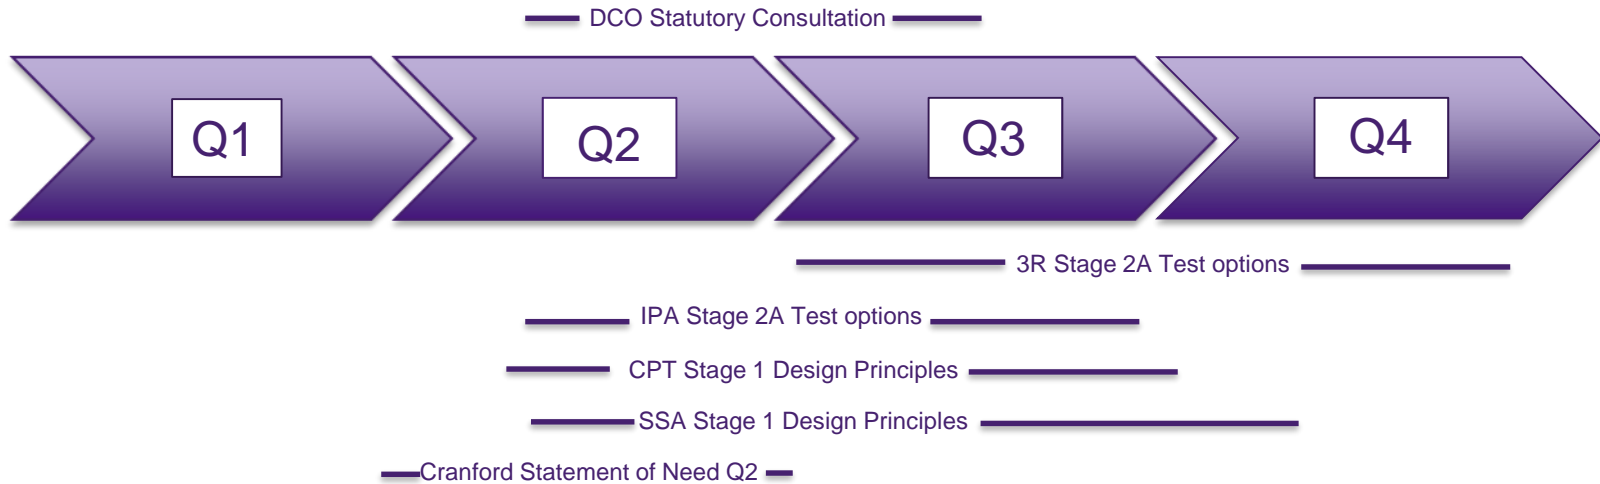 DCO Statutory Consultation
Q1
Q2
Q3
Q4
3R Stage 2A Test options
IPA Stage 2A Test options
CPT Stage 1 Design Principles
SSA Stage 1 Design Principles
Cranford Statement of Need Q2